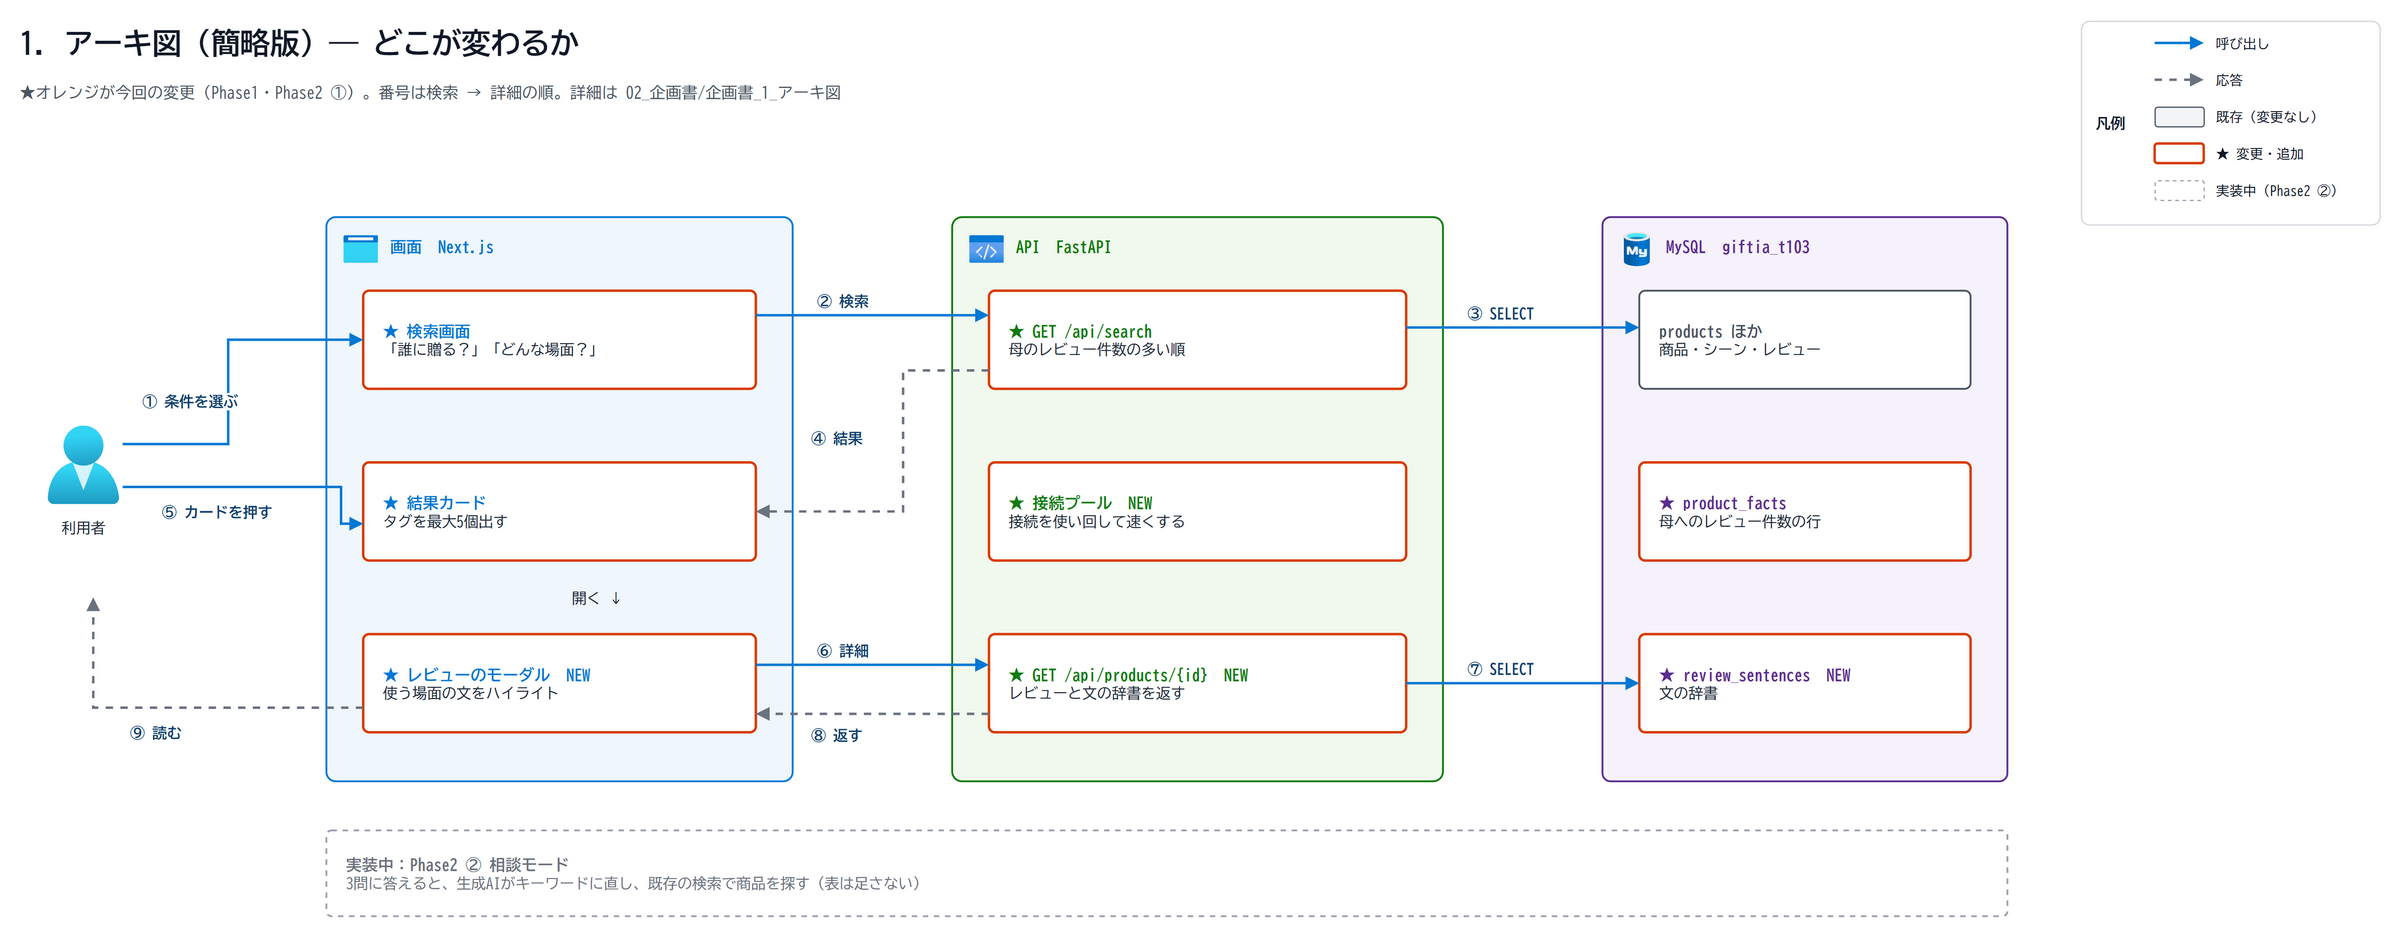 1. アーキ図（簡略版）— どこが変わるか
★オレンジが今回の変更（Phase1・Phase2 ①）。番号は検索 → 詳細の順。詳細は 02_企画書/企画書_1_アーキ図
凡例
呼び出し
応答
既存（変更なし）
★ 変更・追加
実装中（Phase2 ②）
利用者
① 条件を選ぶ
⑤ カードを押す
⑨ 読む
画面 Next.js
★ 検索画面
「誰に贈る？」「どんな場面？」
★ 結果カード
タグを最大5個出す
開く ↓
★ レビューのモーダル NEW
使う場面の文をハイライト
② 検索
④ 結果
⑥ 詳細
⑧ 返す
API FastAPI
★ GET /api/search
母のレビュー件数の多い順
★ 接続プール NEW
接続を使い回して速くする
★ GET /api/products/{id} NEW
レビューと文の辞書を返す
③ SELECT
⑦ SELECT
My
MySQL giftia_t103
products ほか
商品・シーン・レビュー
★ product_facts
母へのレビュー件数の行
★ review_sentences NEW
文の辞書
実装中：Phase2 ② 相談モード
3問に答えると、生成AIがキーワードに直し、既存の検索で商品を探す（表は足さない）